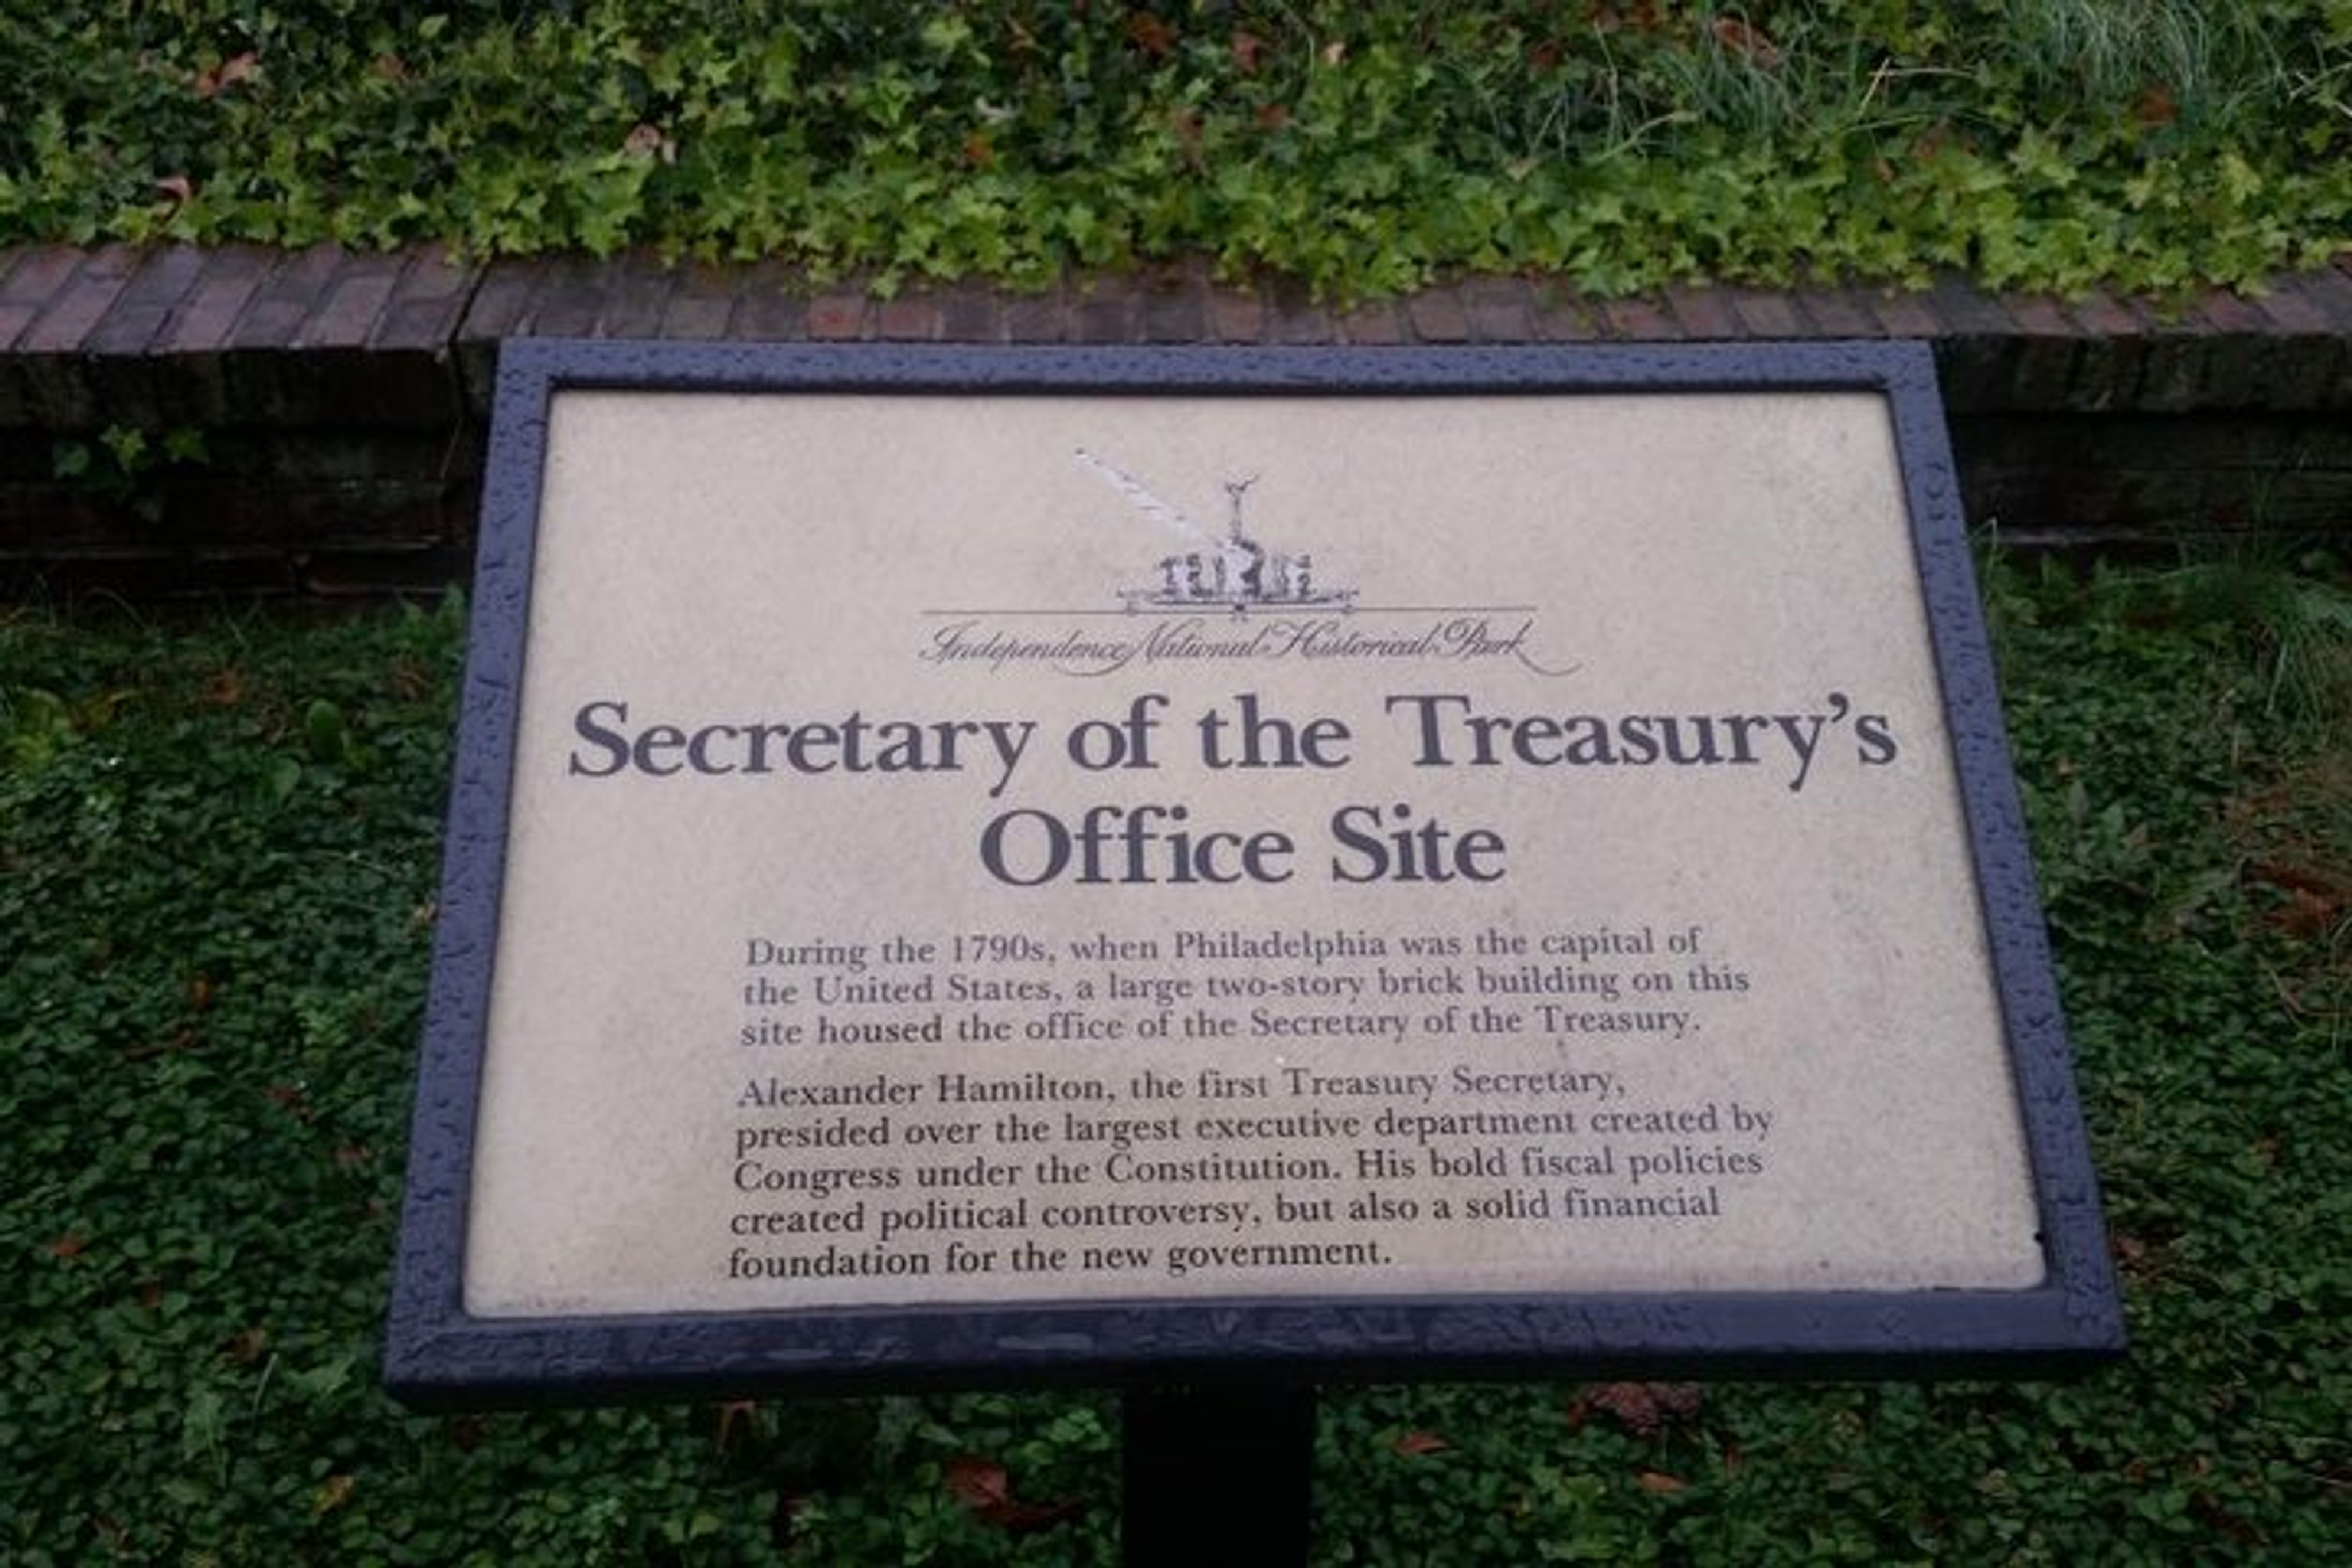 Independence National Historical Park
Secretary of the Treasury's
Office Site
During the 1790s, when Philadelphia was the capital of
the United States, a large two-story brick building on this
site housed the office of the Secretary of the Treasury.
Alexander Hamilton, the first Treasury Secretary,
presided over the largest executive department created by
Congress under the Constitution. His bold fiscal policies
created political controversy, but also a solid financial
foundation for the new government.